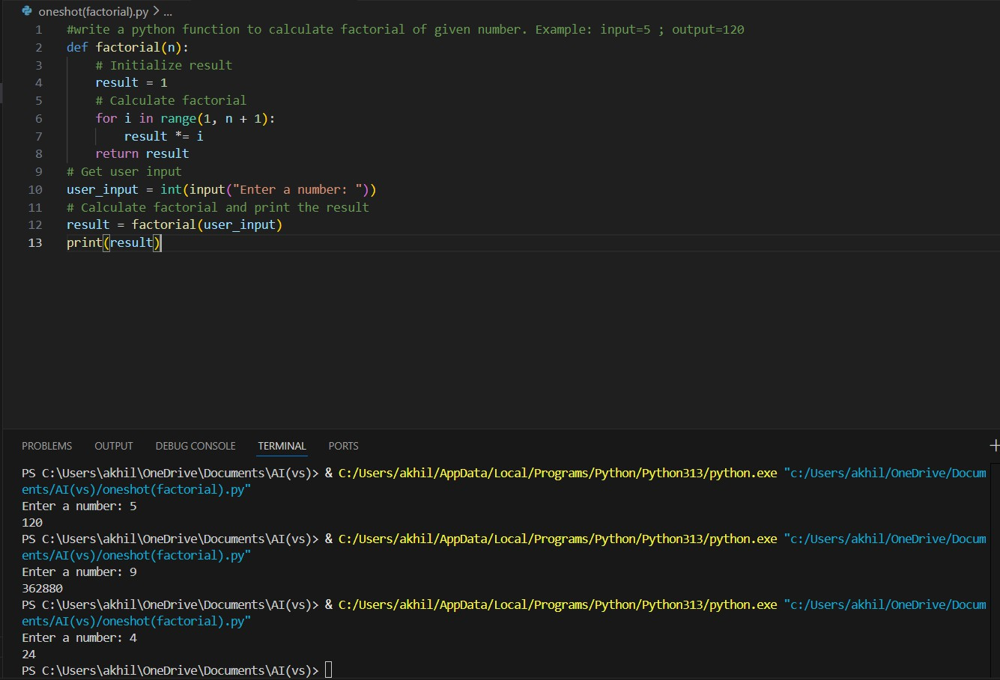 oneshot(factorial).py > ...
1 #write a python function to calculate factorial of given number. Example: input=5 ; output=120
2 def factorial(n):
3     # Initialize result
4     result = 1
5     # Calculate factorial
6     for i in range(1, n + 1):
7         result *= i
8     return result
9 # Get user input
10 user_input = int(input("Enter a number: "))
11 # Calculate factorial and print the result
12 result = factorial(user_input)
13 print(result)
PROBLEMS OUTPUT DEBUG CONSOLE TERMINAL PORTS
PS C:\Users\akhil\OneDrive\Documents\AI(vs)> & C:/Users/akhil/AppData/Local/Programs/Python/Python313/python.exe "c:/Users/akhil/OneDrive/Docum
ents/AI(vs)/oneshot(factorial).py"
Enter a number: 5
120
PS C:\Users\akhil\OneDrive\Documents\AI(vs)> & C:/Users/akhil/AppData/Local/Programs/Python/Python313/python.exe "c:/Users/akhil/OneDrive/Docum
ents/AI(vs)/oneshot(factorial).py"
Enter a number: 9
362880
PS C:\Users\akhil\OneDrive\Documents\AI(vs)> & C:/Users/akhil/AppData/Local/Programs/Python/Python313/python.exe "c:/Users/akhil/OneDrive/Docum
ents/AI(vs)/oneshot(factorial).py"
Enter a number: 4
24
PS C:\Users\akhil\OneDrive\Documents\AI(vs)>